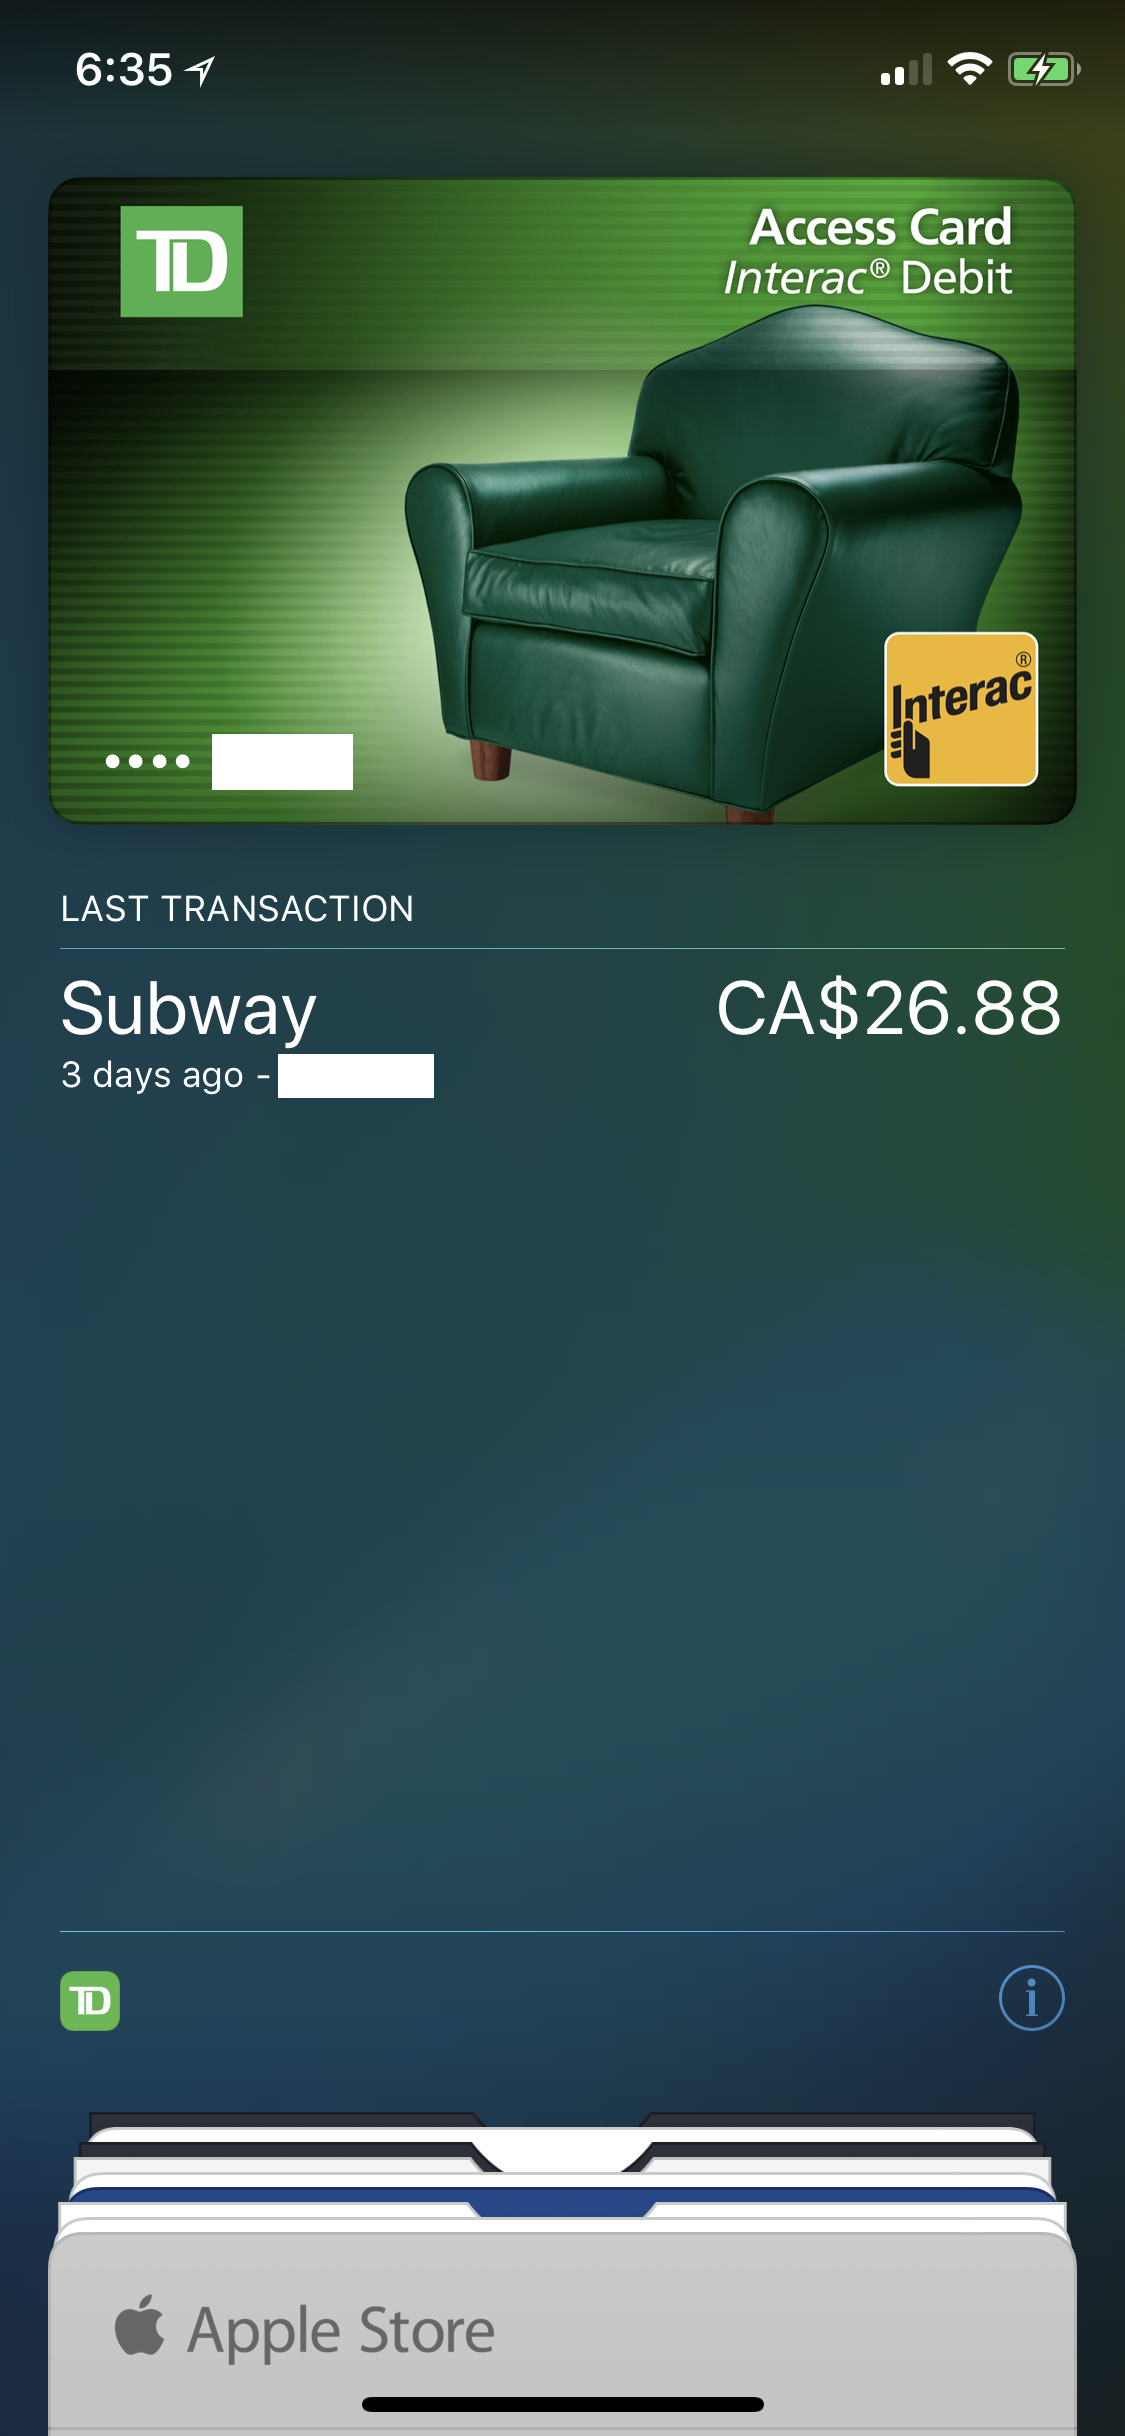 6:35
TD
Access Card
Interac® Debit
Interac®
••••
LAST TRANSACTION
Subway CA$26.88
3 days ago -
TD
i
Apple Store